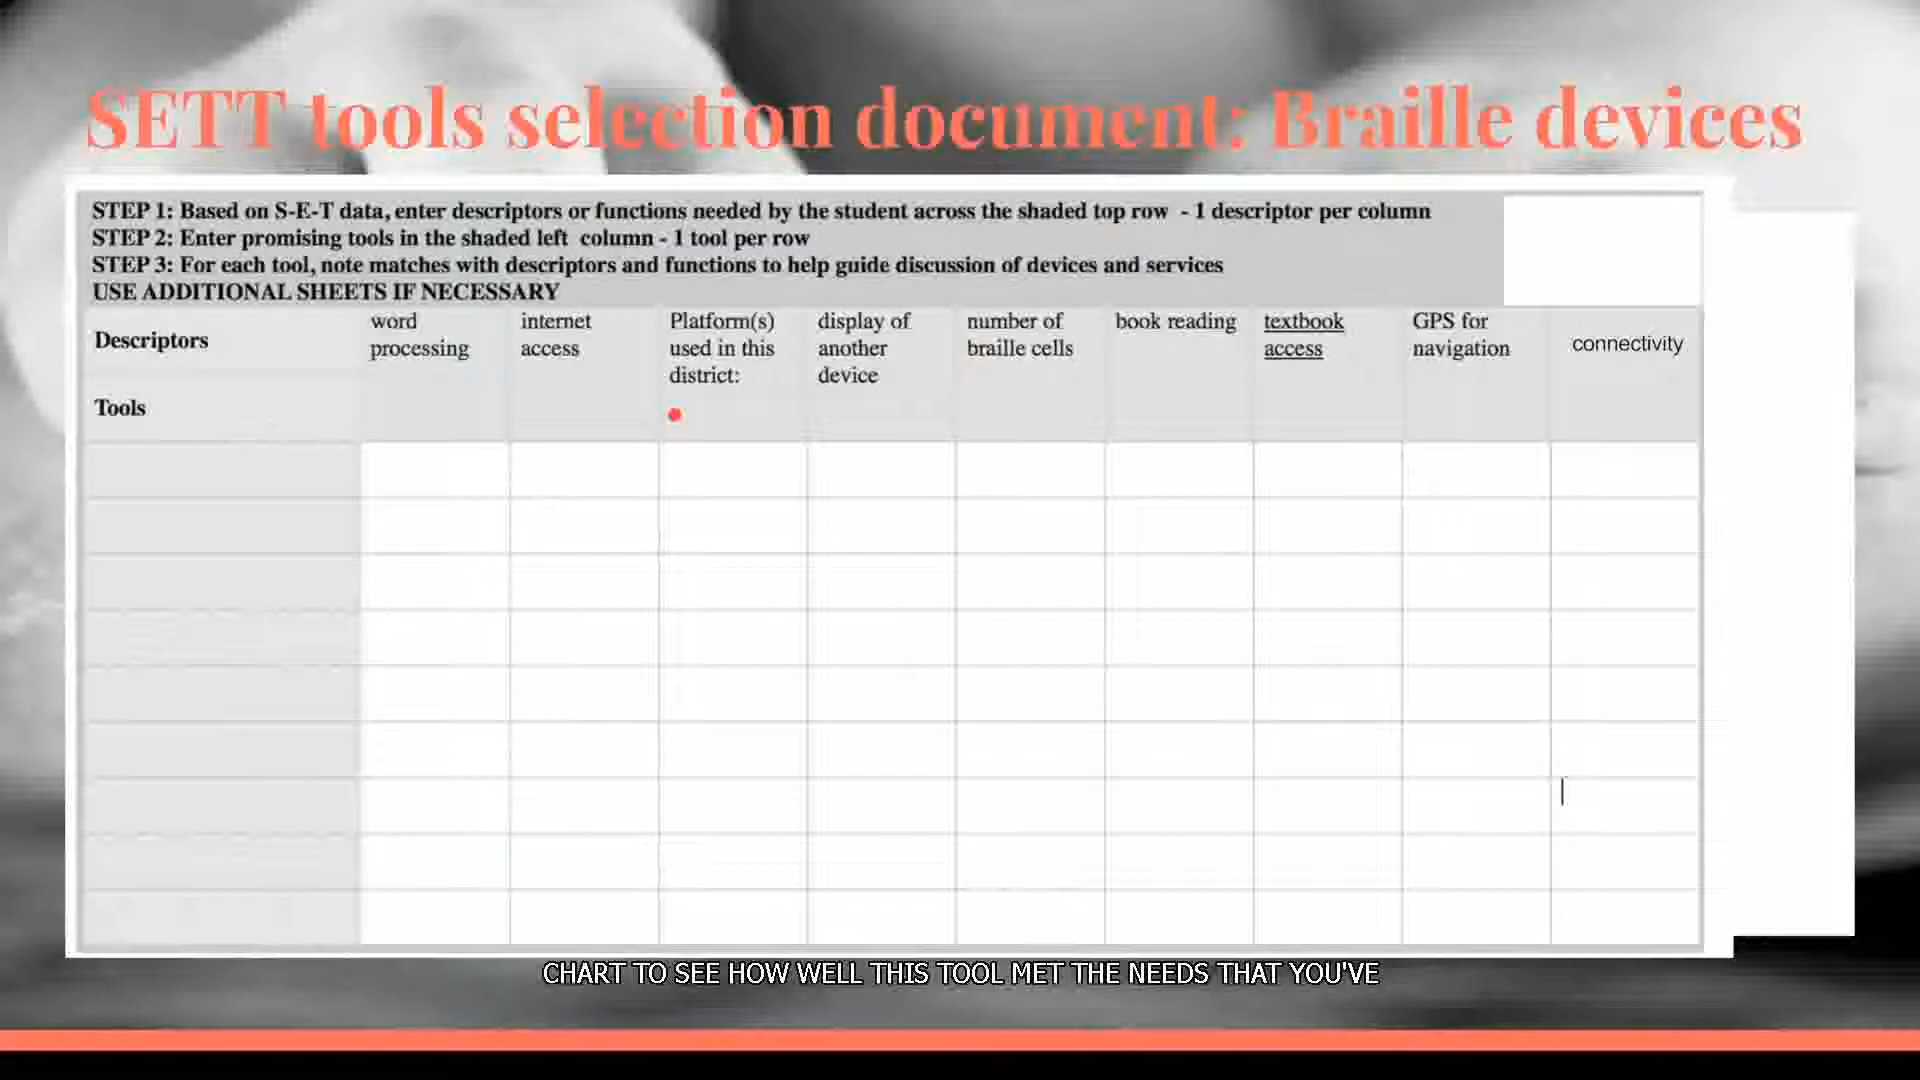 SETT tools selection document: Braille devices
STEP 1: Based on S-E-T data, enter descriptors or functions needed by the student across the shaded top row - 1 descriptor per column
STEP 2: Enter promising tools in the shaded left column - 1 tool per row
STEP 3: For each tool, note matches with descriptors and functions to help guide discussion of devices and services
USE ADDITIONAL SHEETS IF NECESSARY
Descriptors
Tools
word
processing
internet
access
Platform(s)
used in this
district:
display of
another
device
number of
braille cells
book reading
textbook
access
GPS for
navigation
connectivity
CHART TO SEE HOW WELL THIS TOOL MET THE NEEDS THAT YOU'VE